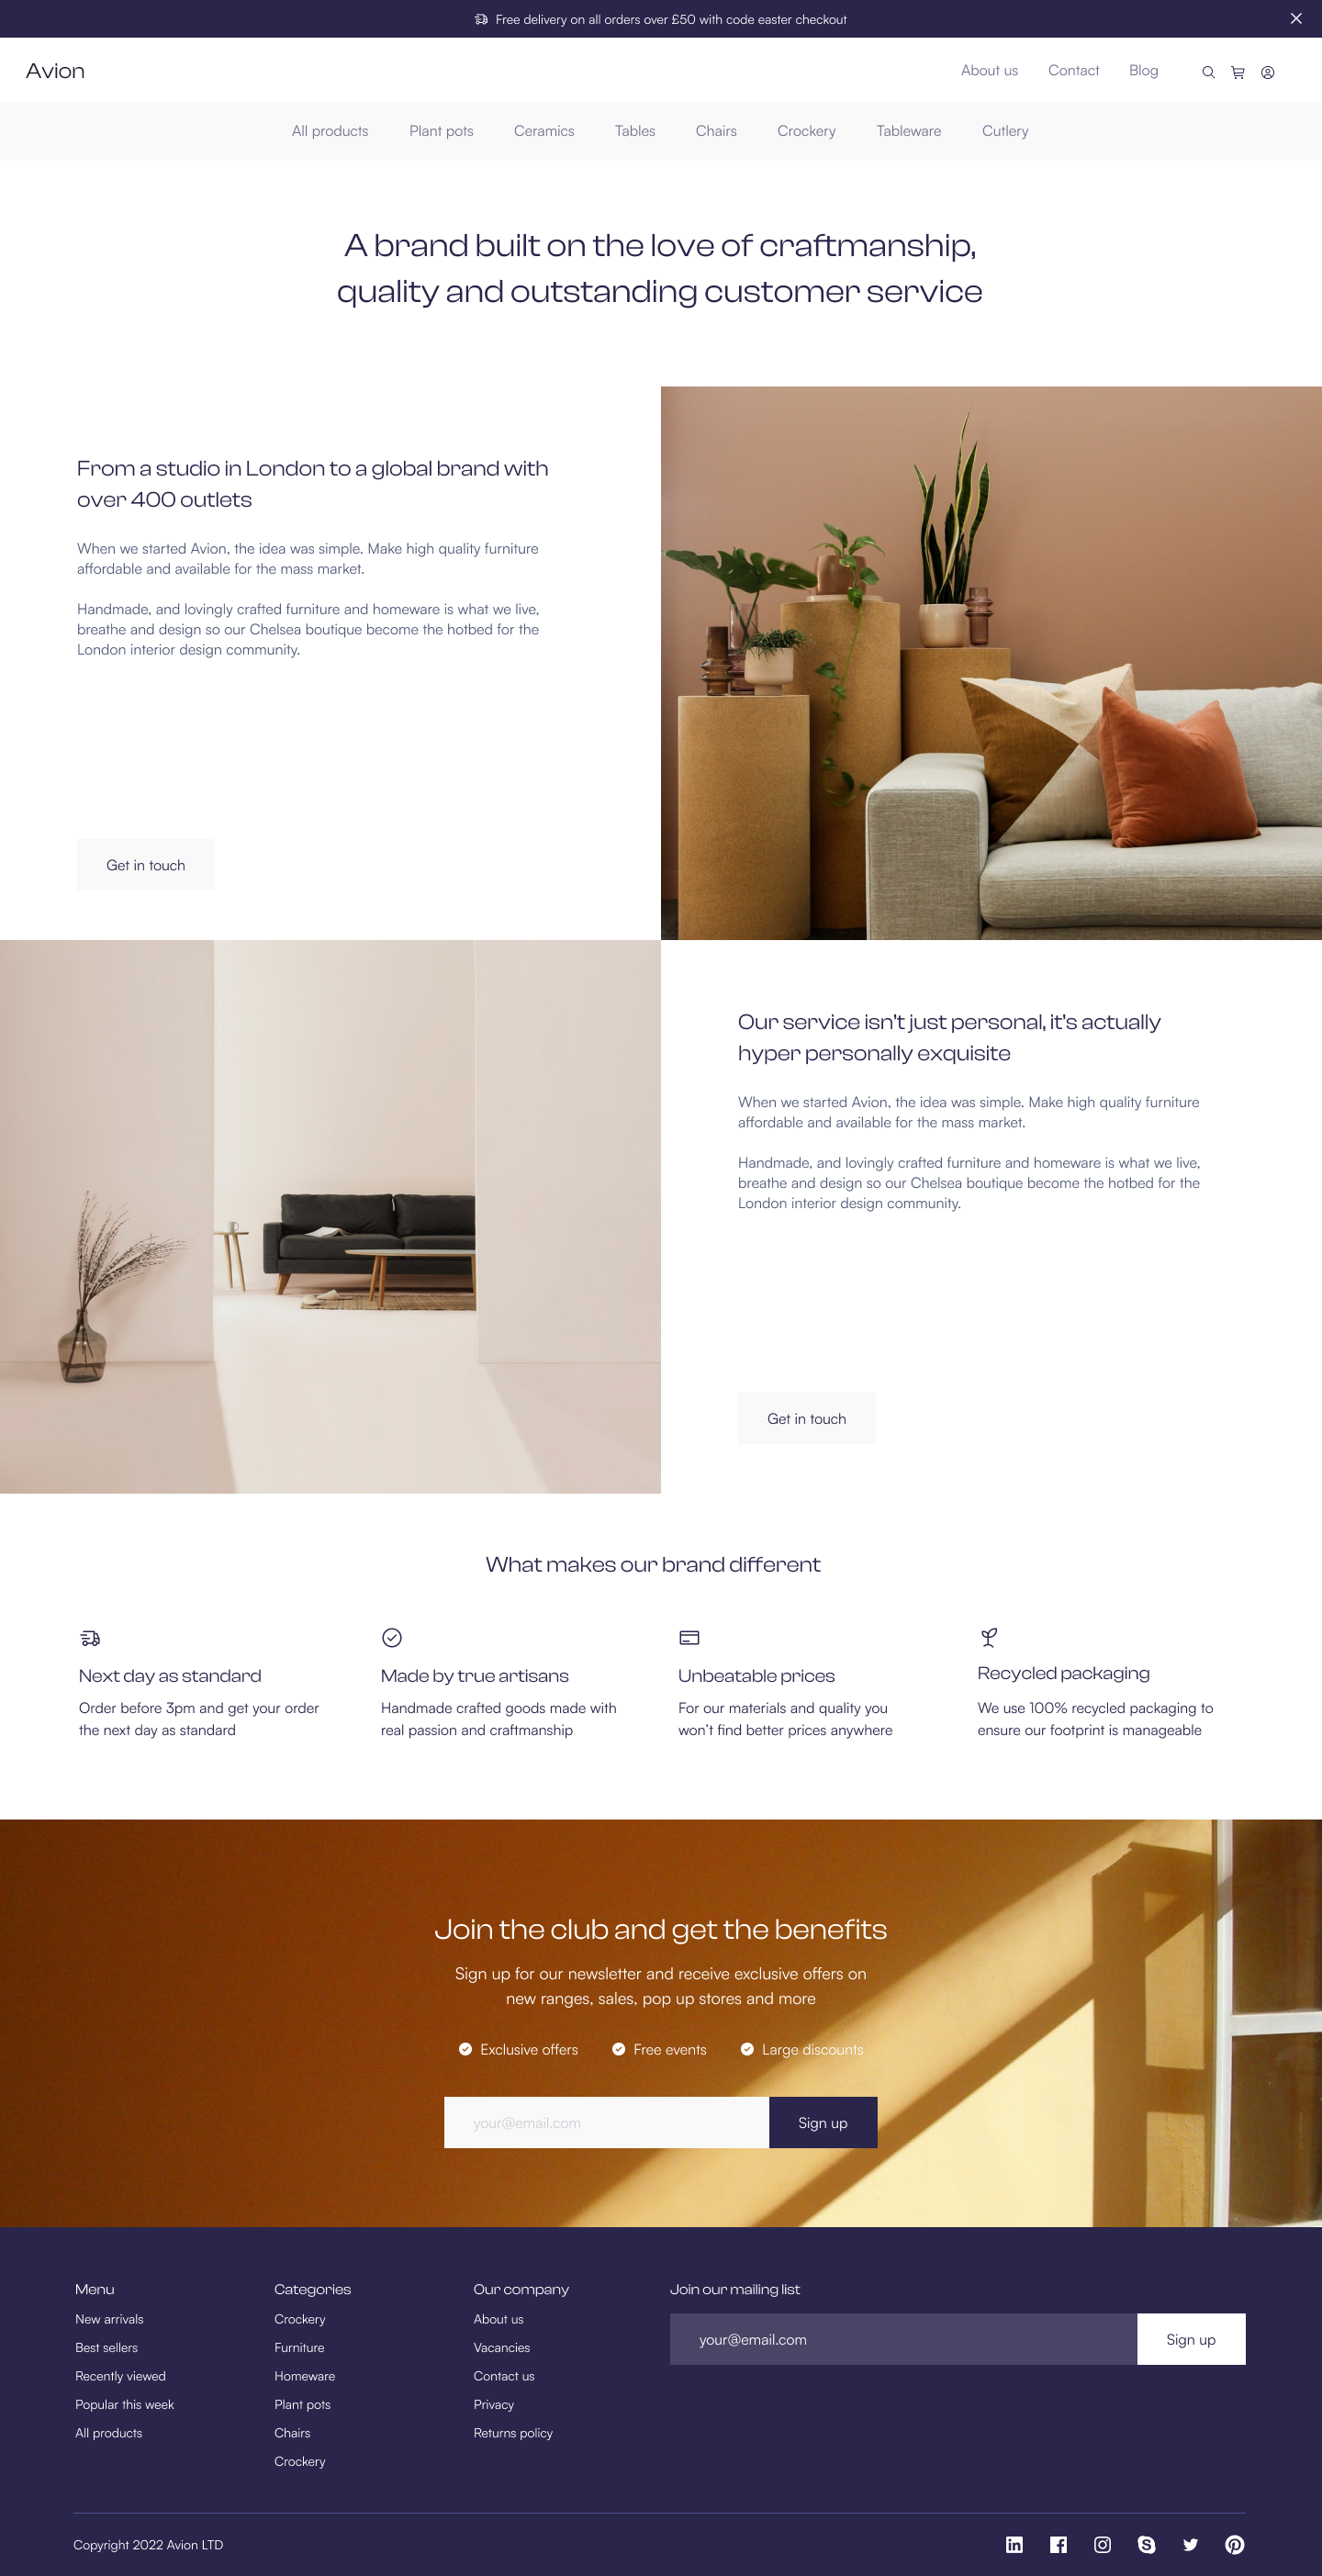 Free delivery on all orders over £50 with code easter checkout
Avion
About us
Contact
Blog
All products
Plant pots
Ceramics
Tables
Chairs
Crockery
Tableware
Cutlery
A brand built on the love of craftmanship,
quality and outstanding customer service
From a studio in London to a global brand with
over 400 outlets
When we started Avion, the idea was simple. Make high quality furniture
affordable and available for the mass market.
Handmade, and lovingly crafted furniture and homeware is what we live,
breathe and design so our Chelsea boutique become the hotbed for the
London interior design community.
Get in touch
Our service isn’t just personal, it’s actually
hyper personally exquisite
When we started Avion, the idea was simple. Make high quality furniture
affordable and available for the mass market.
Handmade, and lovingly crafted furniture and homeware is what we live,
breathe and design so our Chelsea boutique become the hotbed for the
London interior design community.
Get in touch
What makes our brand different
Next day as standard
Order before 3pm and get your order
the next day as standard
Made by true artisans
Handmade crafted goods made with
real passion and craftmanship
Unbeatable prices
For our materials and quality you
won’t find better prices anywhere
Recycled packaging
We use 100% recycled packaging to
ensure our footprint is manageable
Join the club and get the benefits
Sign up for our newsletter and receive exclusive offers on
new ranges, sales, pop up stores and more
Exclusive offers
Free events
Large discounts
your@email.com
Sign up
Menu
New arrivals
Best sellers
Recently viewed
Popular this week
All products
Categories
Crockery
Furniture
Homeware
Plant pots
Chairs
Crockery
Our company
About us
Vacancies
Contact us
Privacy
Returns policy
Join our mailing list
your@email.com
Sign up
Copyright 2022 Avion LTD